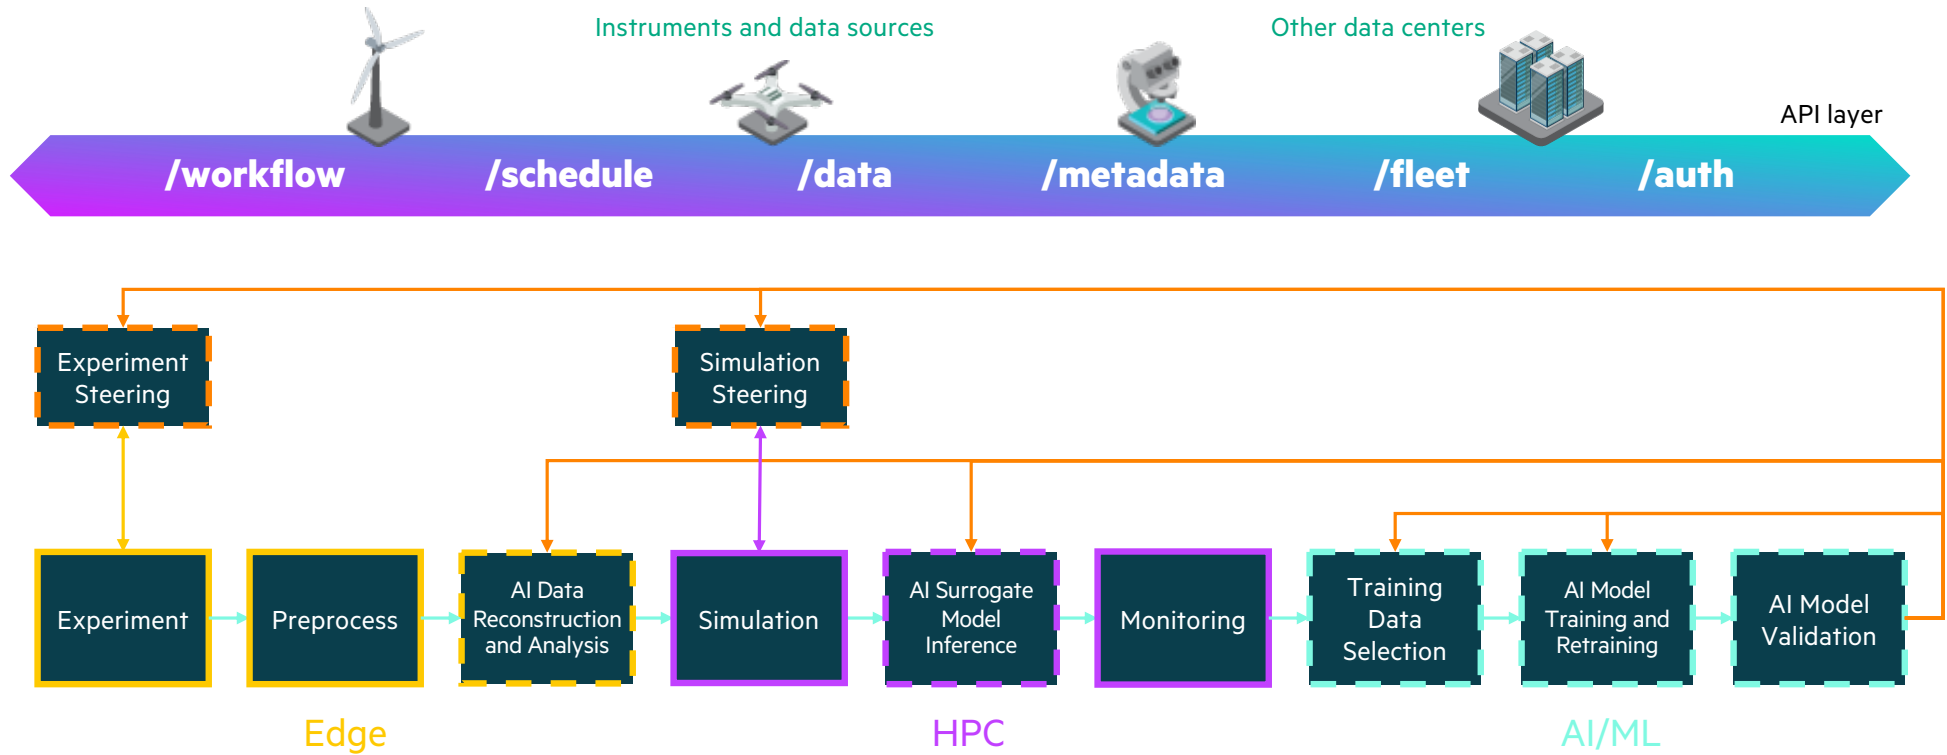 Instruments and data sources
Other data centers
API layer
/workflow
/schedule
/data
/metadata
/fleet
/auth
Experiment
Steering
Simulation
Steering
Experiment
Preprocess
AI Data
Reconstruction
and Analysis
Simulation
AI Surrogate
Model
Inference
Monitoring
Training
Data
Selection
AI Model
Training and
Retraining
AI Model
Validation
Edge
HPC
AI/ML